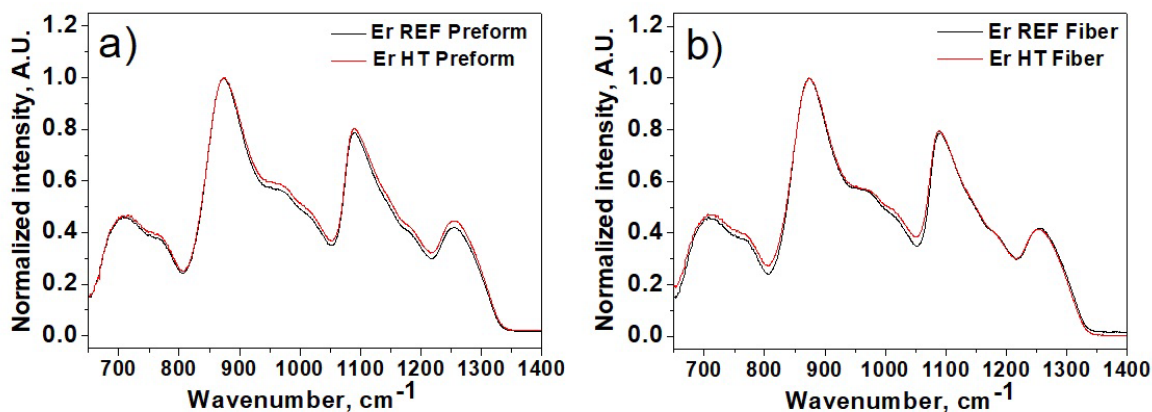 a)
Er REF Preform
Er HT Preform
Normalized intensity, A.U.
1.2
1.0
0.8
0.6
0.4
0.2
0.0
700 800 900 1000 1100 1200 1300 1400
Wavenumber, cm⁻¹
b)
Er REF Fiber
Er HT Fiber
Normalized intensity, A.U.
1.2
1.0
0.8
0.6
0.4
0.2
0.0
700 800 900 1000 1100 1200 1300 1400
Wavenumber, cm⁻¹